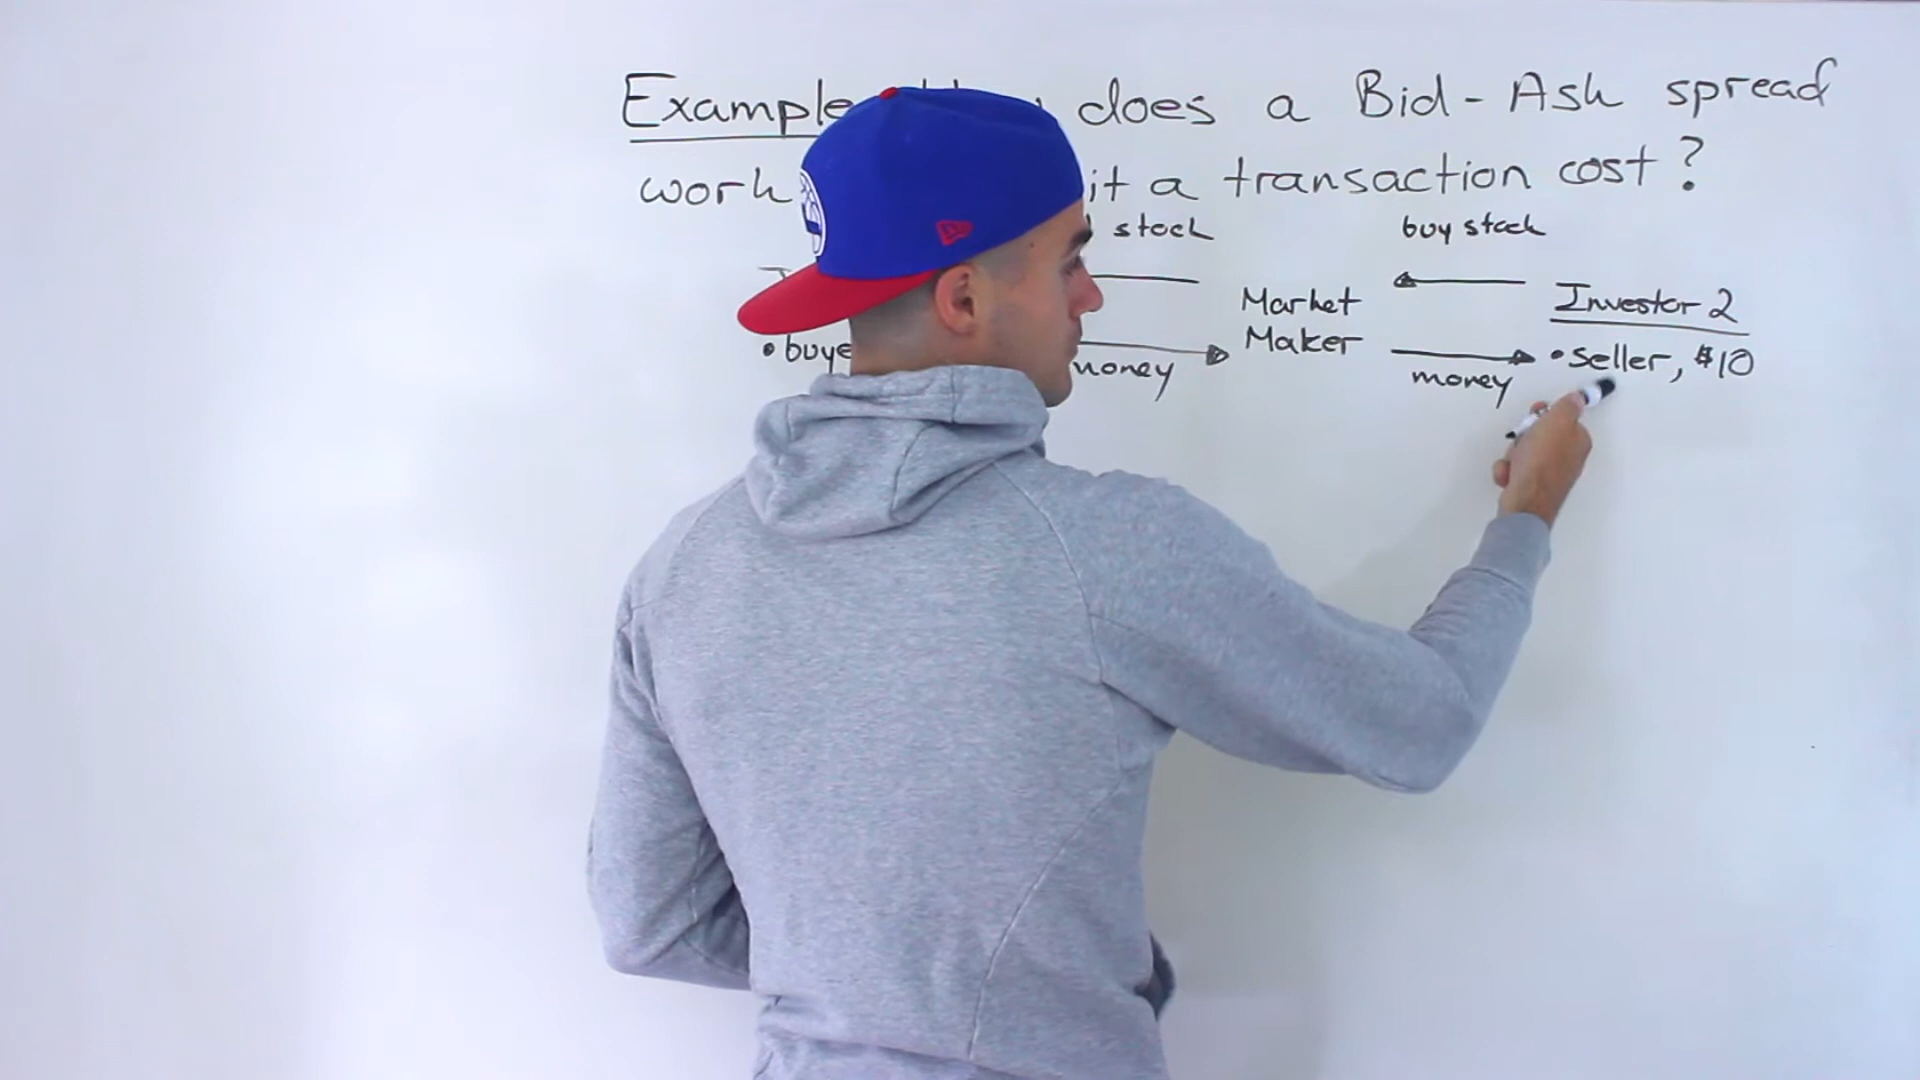 Example does a Bid-Ask spread
work it a transaction cost?
stock buy stock
Market
Maker
Investor 2
• buye
money
money
• Seller, $10